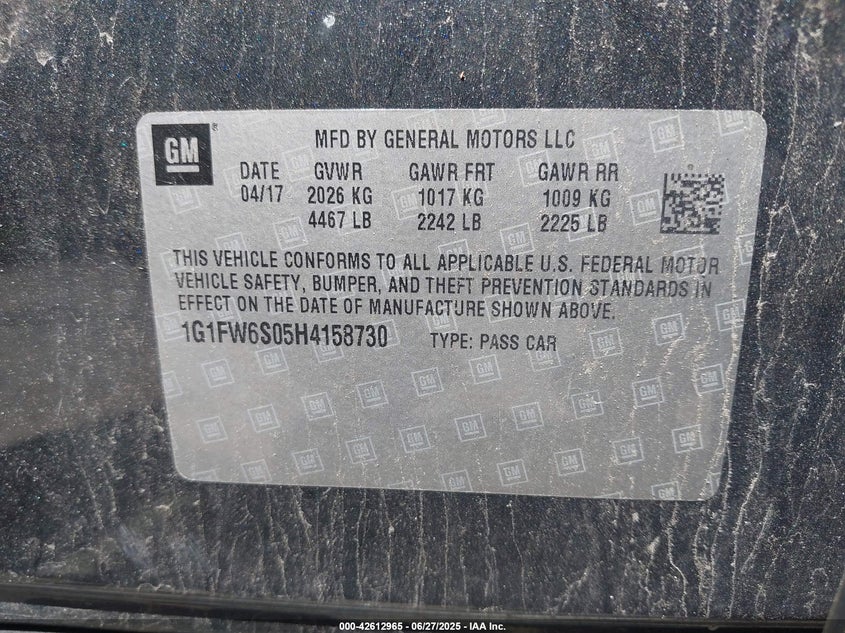 GM ®
MFD BY GENERAL MOTORS LLC
DATE GVWR GAWR FRT GAWR RR
04/17 2026 KG 1017 KG 1009 KG
4467 LB 2242 LB 2225 LB
THIS VEHICLE CONFORMS TO ALL APPLICABLE U.S. FEDERAL MOTOR
VEHICLE SAFETY, BUMPER, AND THEFT PREVENTION STANDARDS IN
EFFECT ON THE DATE OF MANUFACTURE SHOWN ABOVE.
1G1FW6S05H4158730 TYPE: PASS CAR
000-42612965 - 06/27/2025 - IAA Inc.